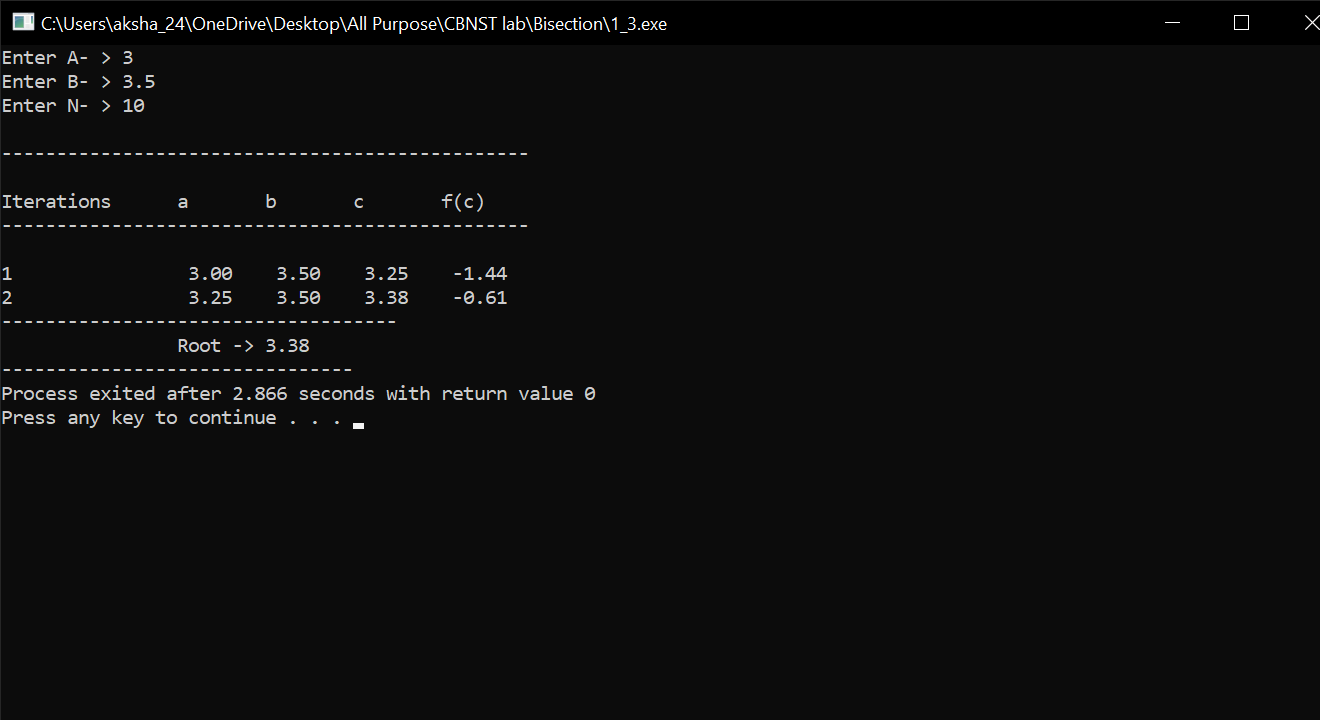 C:\Users\aksha_24\OneDrive\Desktop\All Purpose\CBNST lab\Bisection\1_3.exe
Enter A- > 3
Enter B- > 3.5
Enter N- > 10
------------------------------------------------
Iterations      a       b       c       f(c)
------------------------------------------------
1                3.00    3.50    3.25    -1.44
2                3.25    3.50    3.38    -0.61
------------------------------------
                Root -> 3.38
--------------------------------
Process exited after 2.866 seconds with return value 0
Press any key to continue . . .